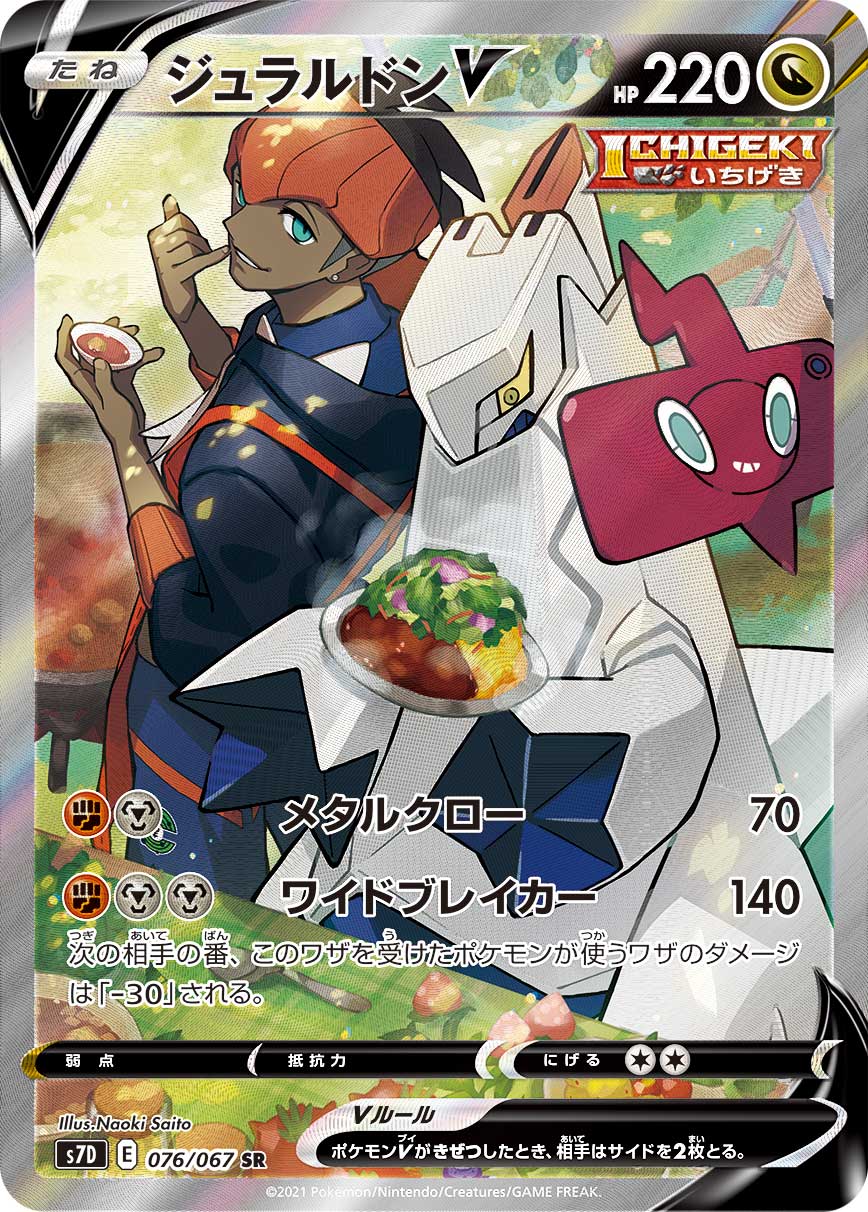 たね
ジュラルドンV
HP 220
ICHIGEKI
いちげき
メタルクロー 70
ワイドブレイカー 140
次の相手の番、このワザを受けたポケモンが使うワザのダメージ
は「-30」される。
弱点 抵抗力 にげる
Illus.Naoki Saito
Vルール
ポケモンVがきぜつしたとき、相手はサイドを2枚とる。
s7D E 076/067 SR
©2021 Pokémon/Nintendo/Creatures/GAME FREAK.